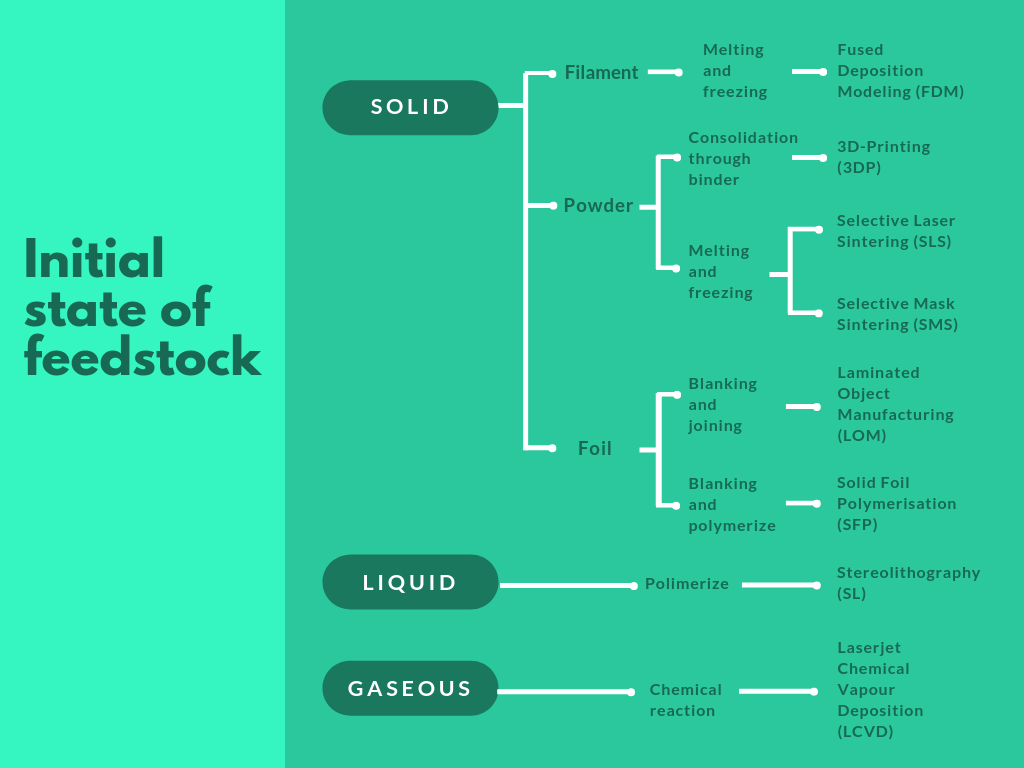 Initial
state of
feedstock
SOLID
Filament
Melting
and
freezing
Fused
Deposition
Modeling (FDM)
Powder
Consolidation
through
binder
3D-Printing
(3DP)
Melting
and
freezing
Selective Laser
Sintering (SLS)
Selective Mask
Sintering (SMS)
Foil
Blanking
and
joining
Laminated
Object
Manufacturing
(LOM)
Blanking
and
polymerize
Solid Foil
Polymerisation
(SFP)
LIQUID
Polimerize
Stereolithography
(SL)
GASEOUS
Chemical
reaction
Laserjet
Chemical
Vapour
Deposition
(LCVD)